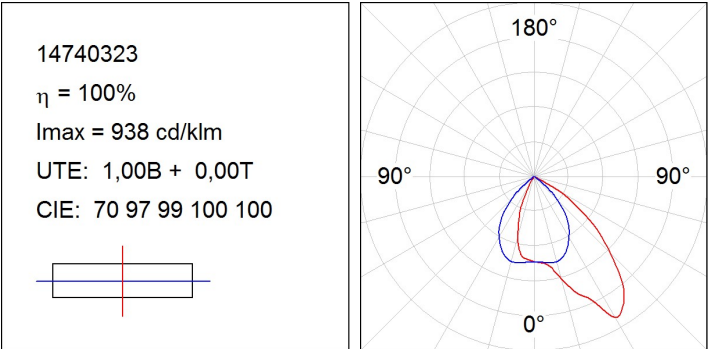 14740323
η = 100%
Imax = 938 cd/klm
UTE: 1,00B + 0,00T
CIE: 70 97 99 100 100
180°
90° 90°
0°